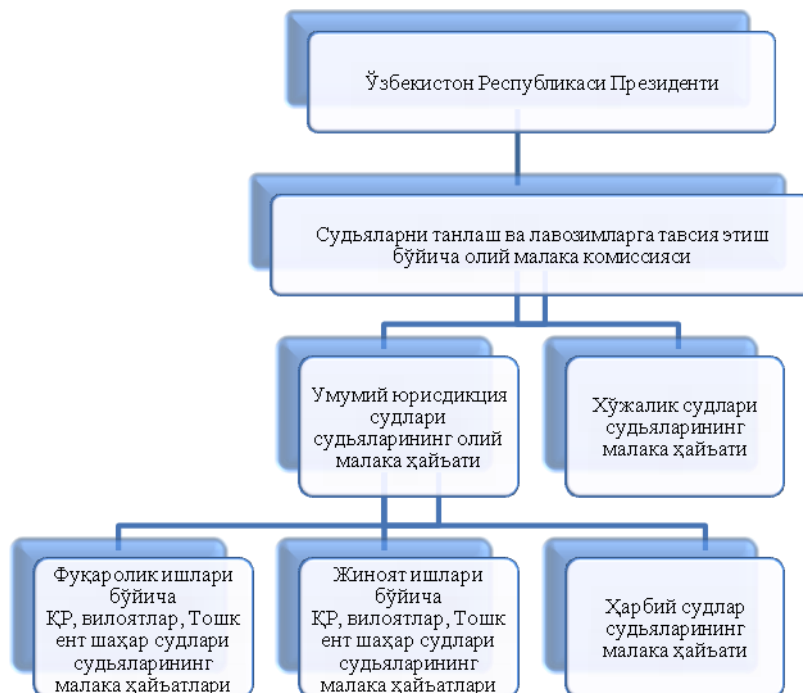 Ўзбекистон Республикаси Президенти
Судьяларни танлаш ва лавозимларга тавсия этиш
бўйича олий малака комиссияси
Умумий юрисдикция
судлари
судьяларининг олий
малака ҳайъати
Хўжалик судлари
судьяларининг
малака ҳайъати
Фуқаролик ишлари
бўйича
ҚР, вилоятлар, Тошк
ент шаҳар судлари
судьяларининг
малака ҳайъатлари
Жиноят ишлари
бўйича
ҚР, вилоятлар, Тошк
ент шаҳар судлари
судьяларининг
малака ҳайъатлари
Ҳарбий судлар
судьяларининг
малака ҳайъати